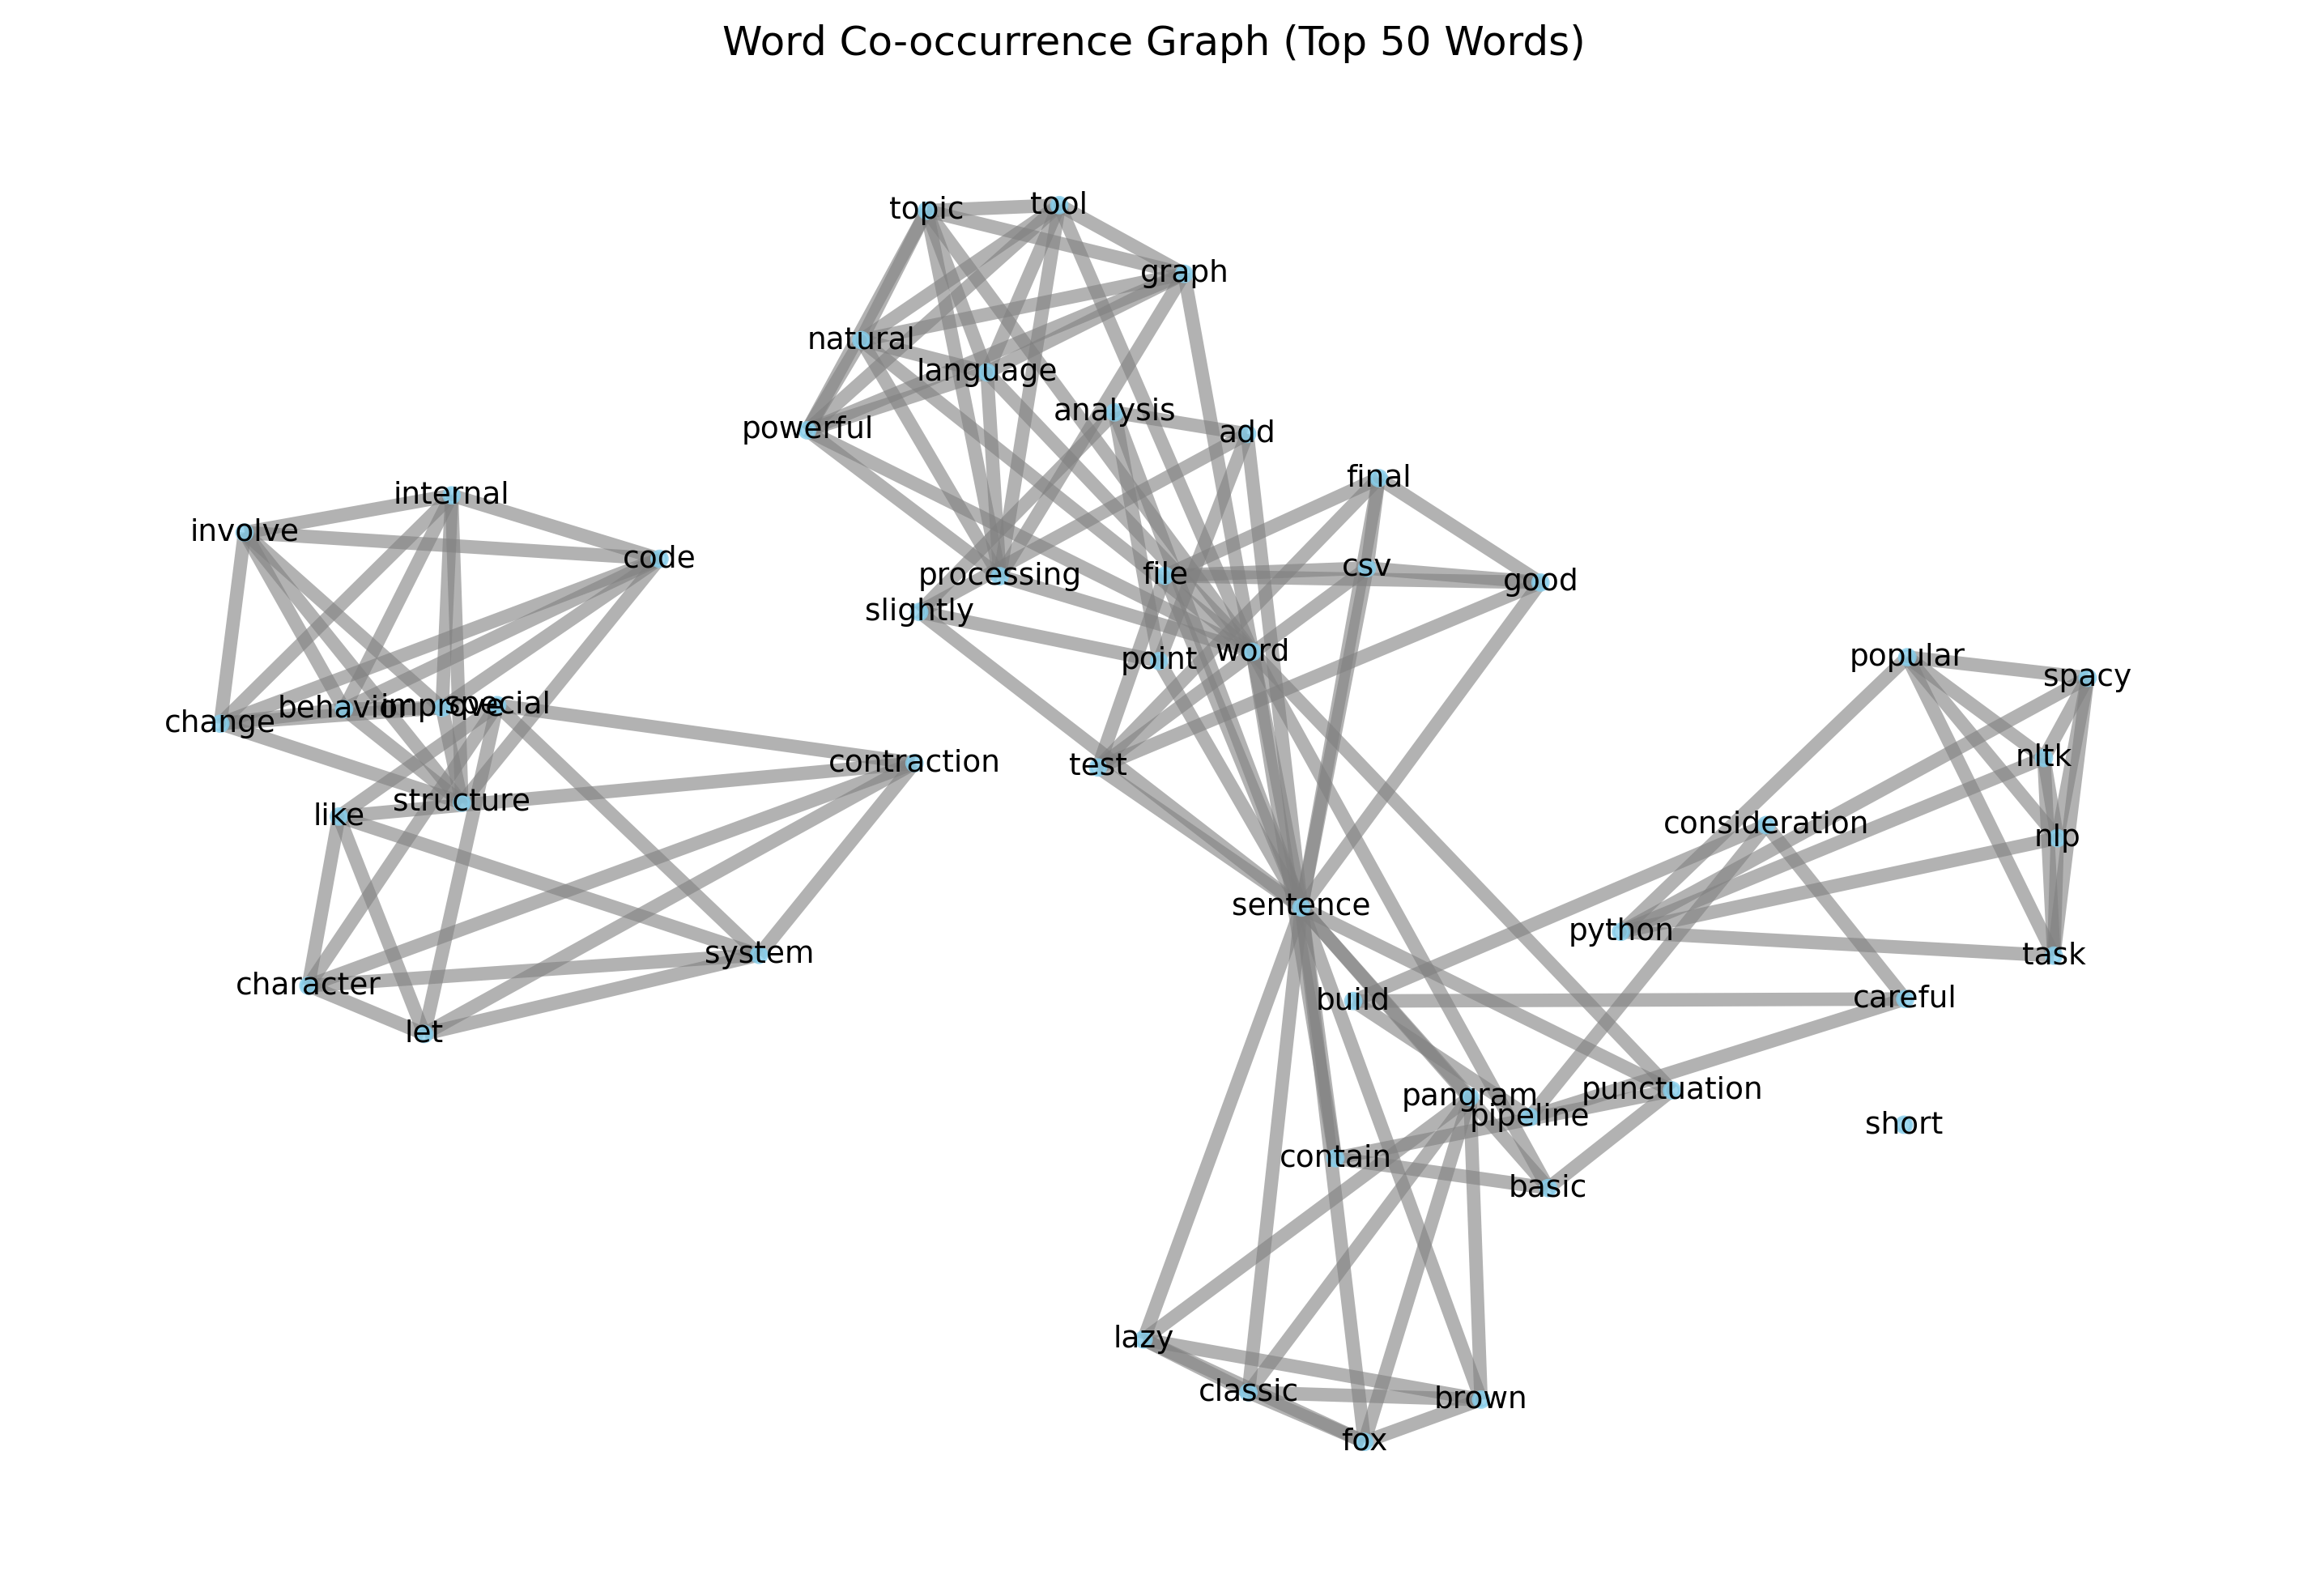 Word Co-occurrence Graph (Top 50 Words)
topic
tool
graph
natural
language
analysis
powerful
add
final
internal
involve
code
processing
file
csv
good
slightly
point
word
popular
spacy
change
behavior
improve
special
nltk
contraction
test
like
structure
consideration
nlp
sentence
python
system
task
character
build
careful
let
pangram
punctuation
pipeline
short
contain
basic
lazy
classic
brown
fox